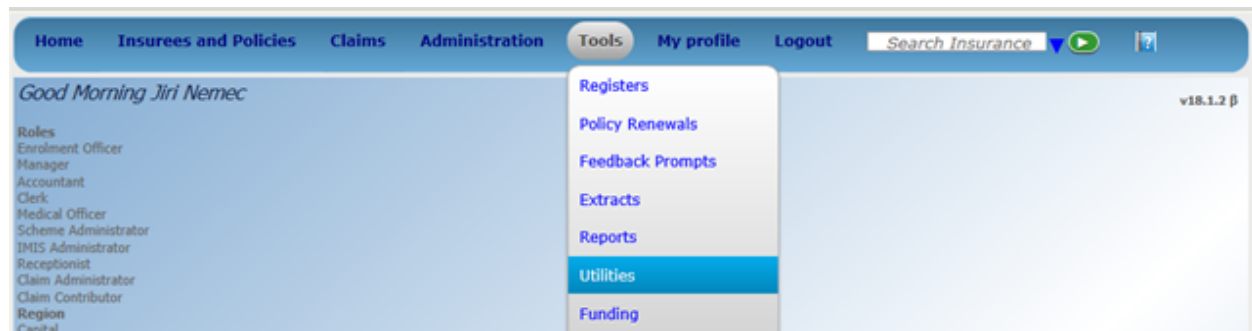 Home Insurees and Policies Claims Administration Tools My profile Logout Search Insurance
Good Morning Jiri Nemec
v18.1.2 β
Roles
Enrolment Officer
Manager
Accountant
Clerk
Medical Officer
Scheme Administrator
IMIS Administrator
Receptionist
Claim Administrator
Claim Contributor
Region
Capital
Registers
Policy Renewals
Feedback Prompts
Extracts
Reports
Utilities
Funding